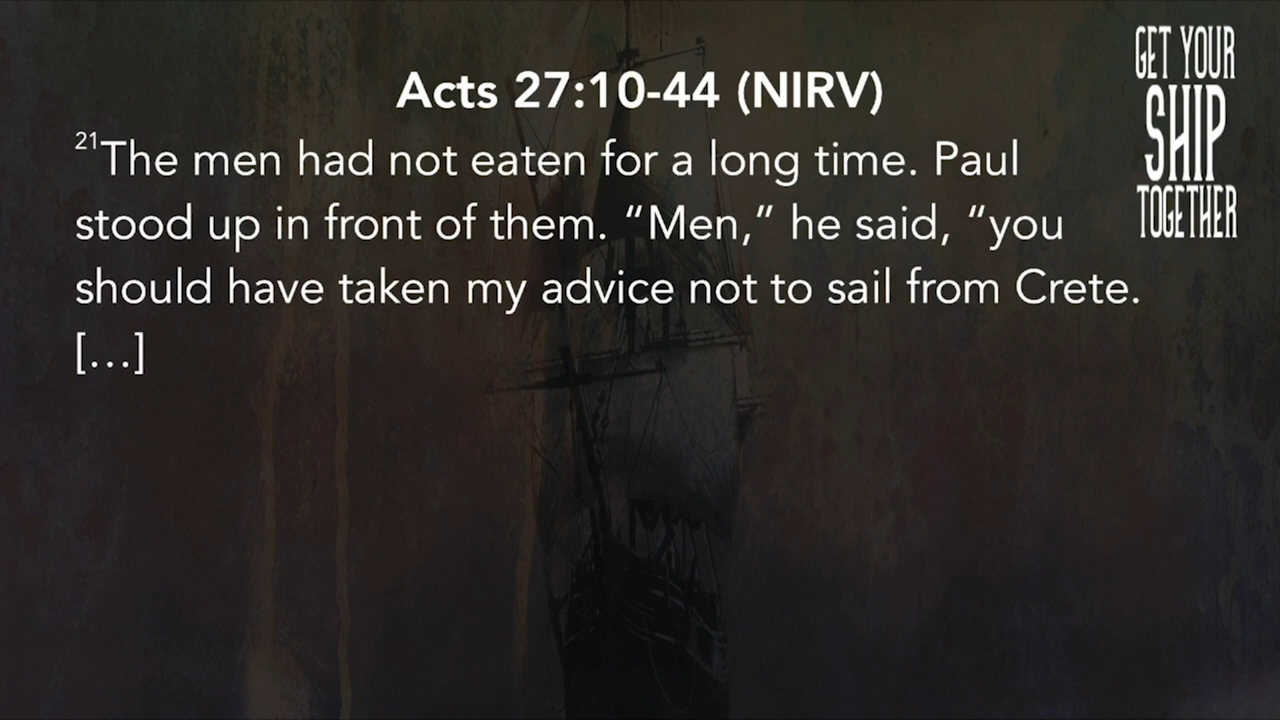 Acts 27:10-44 (NIRV)
21The men had not eaten for a long time. Paul
stood up in front of them. “Men,” he said, “you
should have taken my advice not to sail from Crete.
[…]
GET YOUR
SHIP
TOGETHER